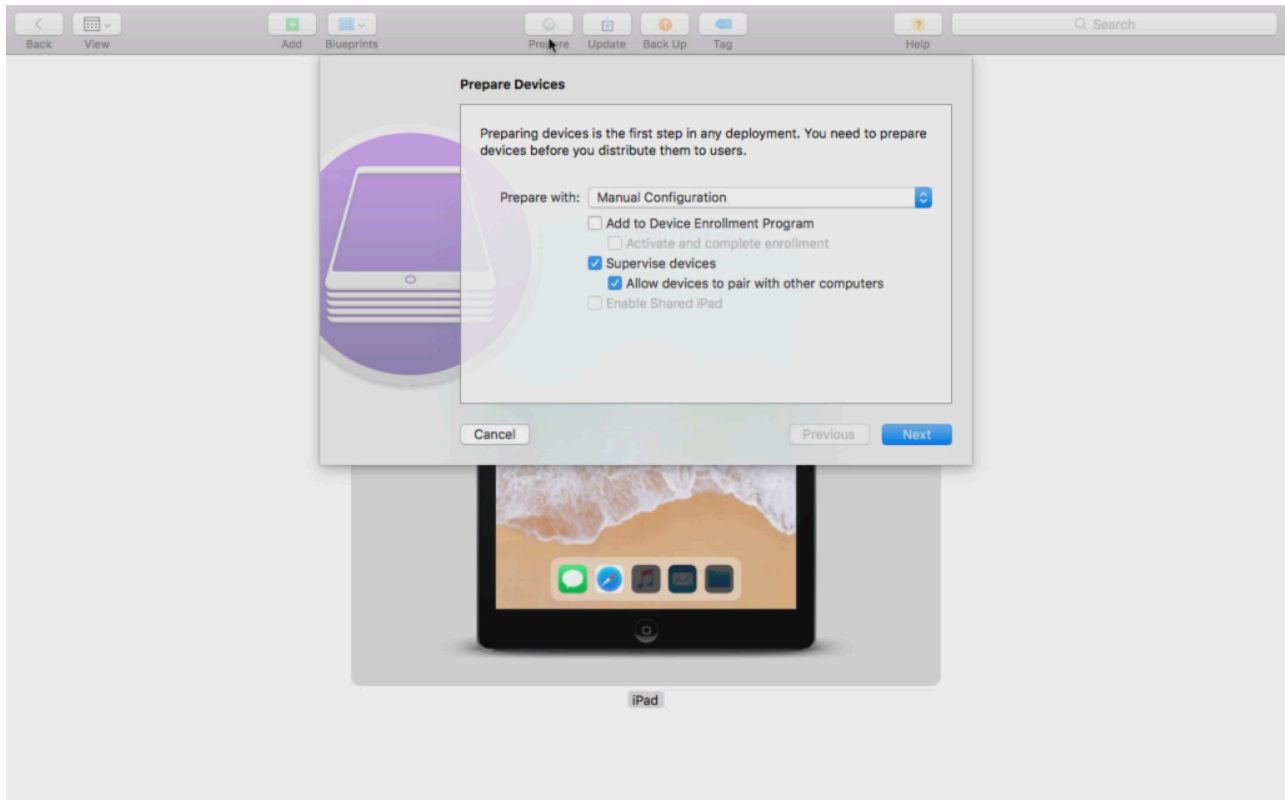 Back View Add Blueprints Prepare Update Back Up Tag Help Search
Prepare Devices
Preparing devices is the first step in any deployment. You need to prepare
devices before you distribute them to users.
Prepare with: Manual Configuration
Add to Device Enrollment Program
Activate and complete enrollment
Supervise devices
Allow devices to pair with other computers
Enable Shared iPad
Cancel Previous Next
iPad